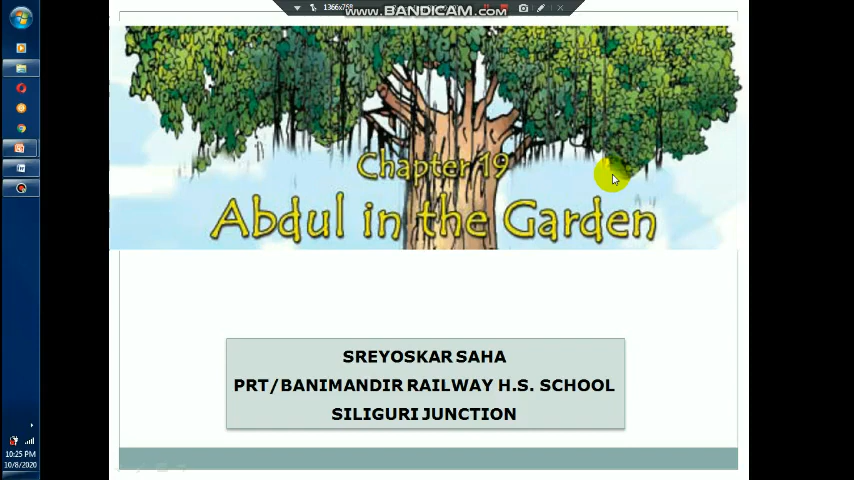 1366x768
www.BANDICAM.com
Chapter 19
Abdul in the Garden
SREYOSKAR SAHA
PRT/BANIMANDIR RAILWAY H.S. SCHOOL
SILIGURI JUNCTION
10:25 PM
10/8/2020